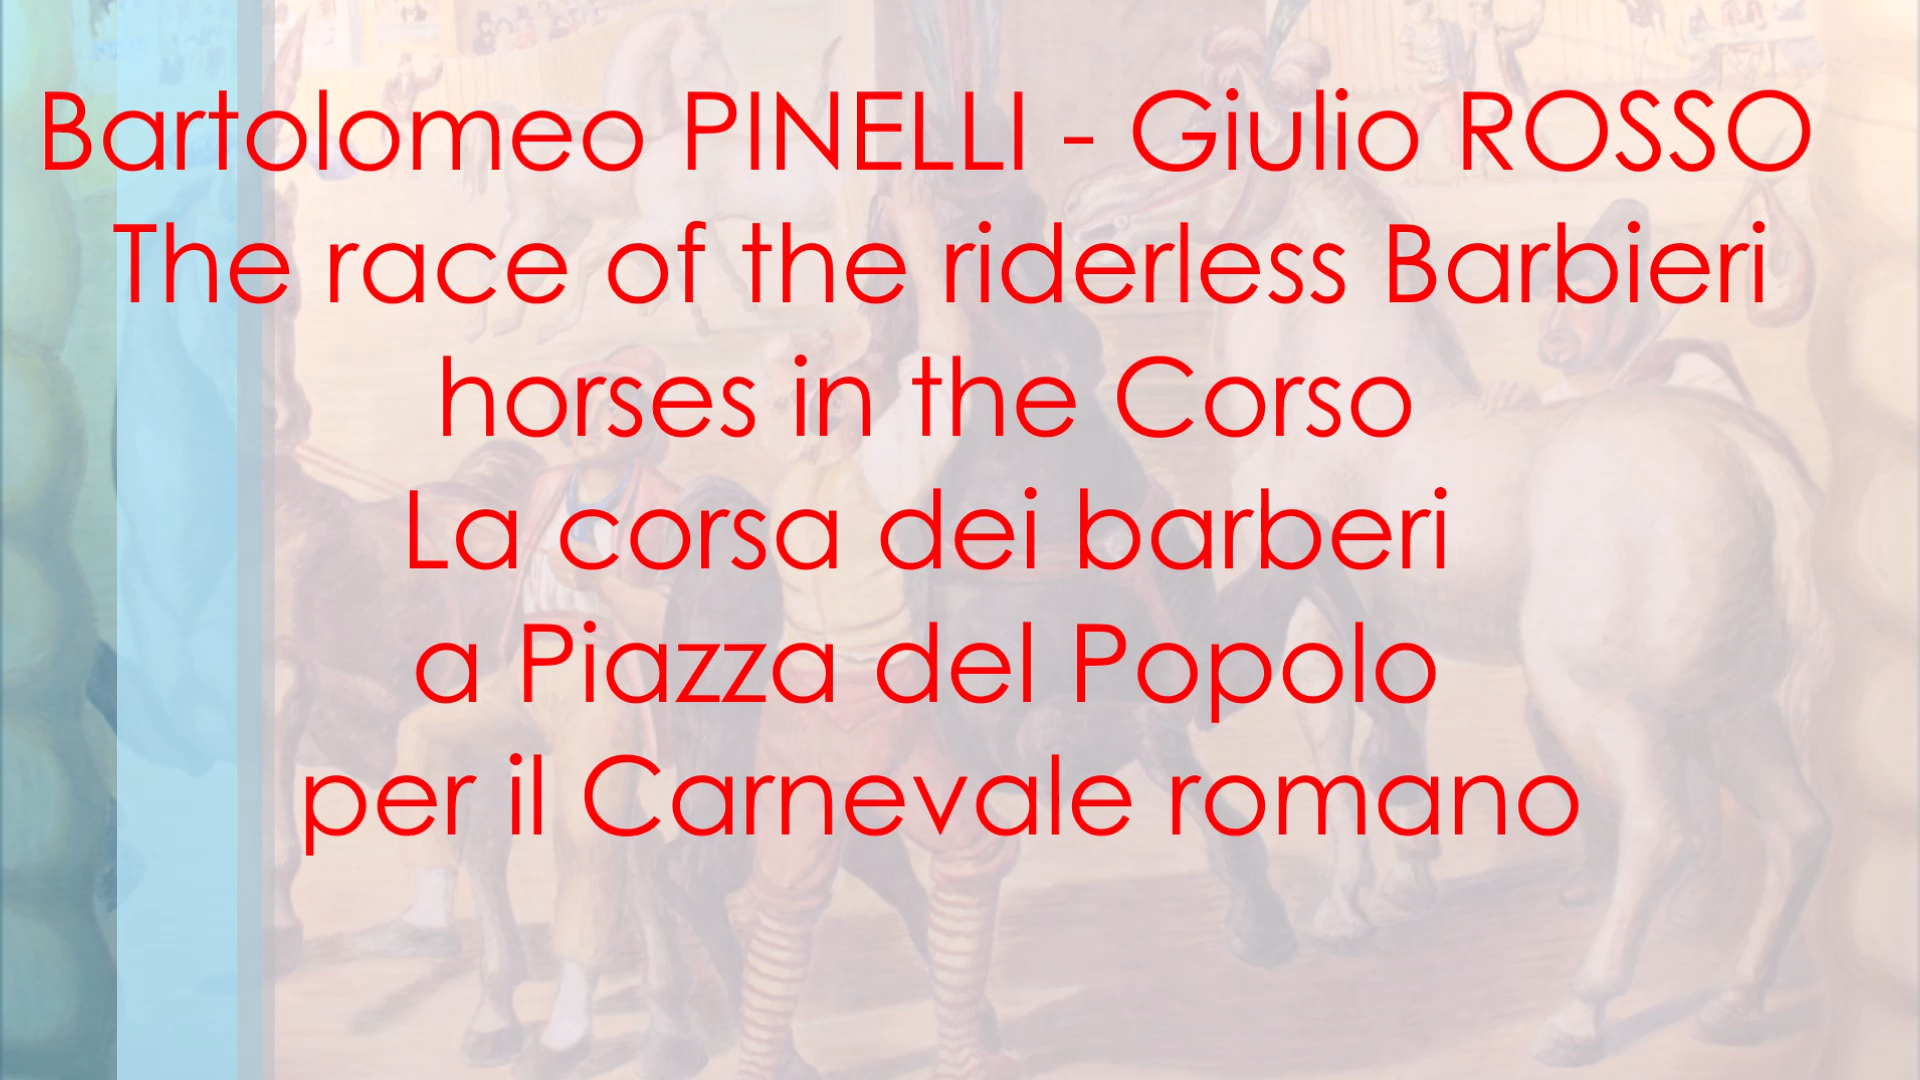 Bartolomeo PINELLI - Giulio ROSSO
The race of the riderless Barbieri
horses in the Corso
La corsa dei barberi
a Piazza del Popolo
per il Carnevale romano